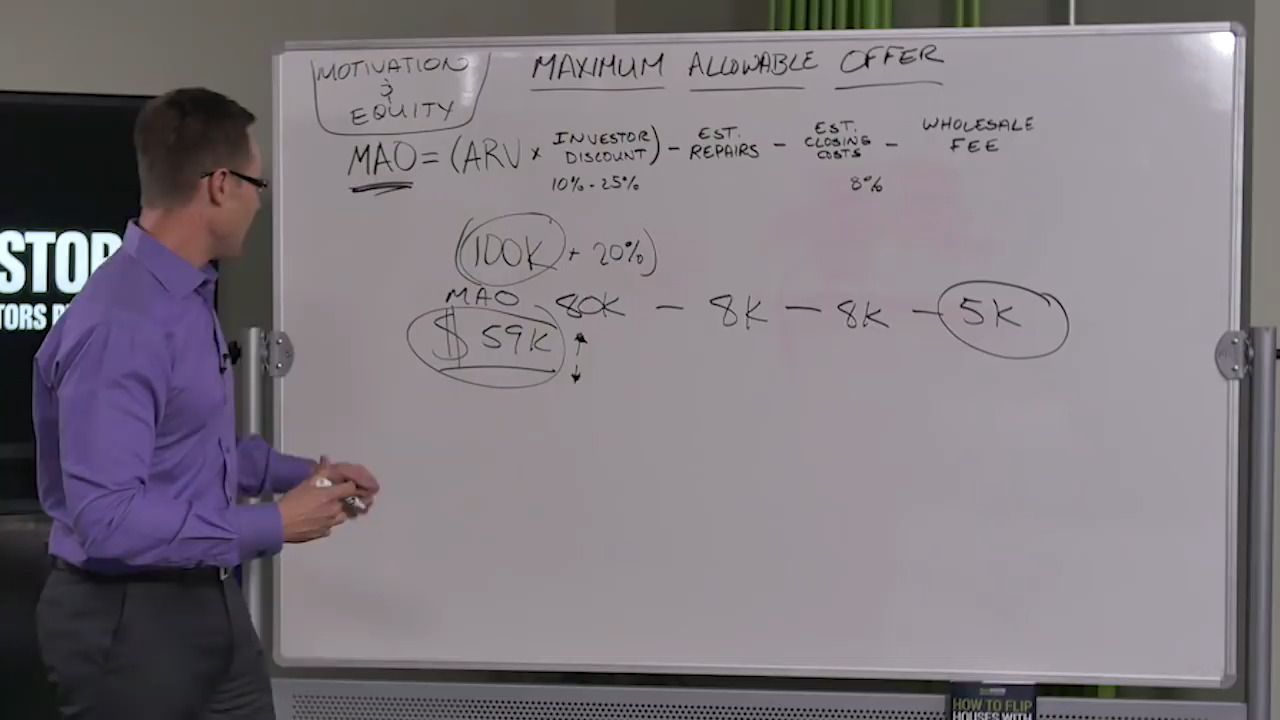 MOTIVATION
&
EQUITY
MAXIMUM ALLOWABLE OFFER
MAO = (ARV x INVESTOR DISCOUNT) - EST. REPAIRS - EST. CLOSING COSTS - WHOLESALE FEE
10% - 25%
8%
(100K + 20%)
MAO
80K - 8K - 8K - 5K
$ 59K
STOR
TORS
HOW TO FLIP
HOUSES WITH